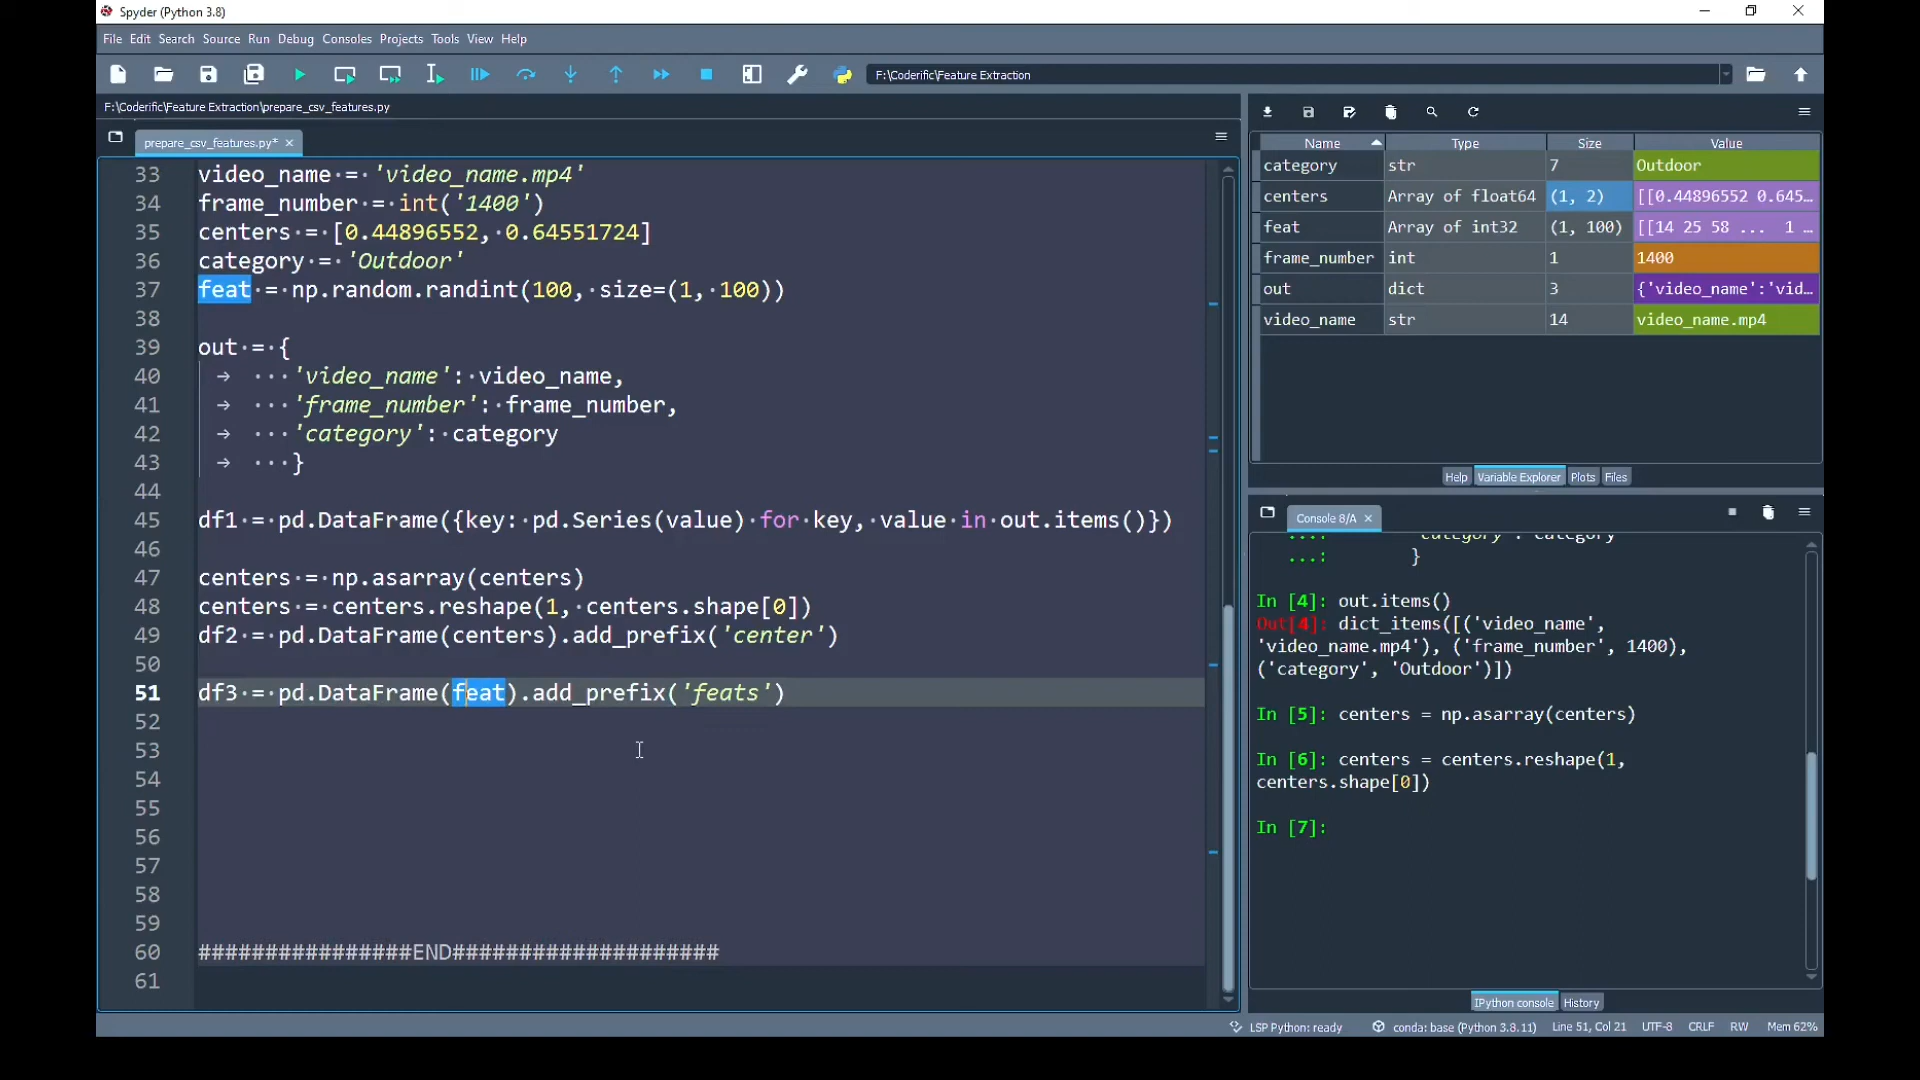 Spyder (Python 3.8)
File Edit Search Source Run Debug Consoles Projects Tools View Help
F:\Coderific\Feature Extraction
F:\Coderific\Feature Extraction\prepare_csv_features.py
prepare_csv_features.py*
33 video_name = 'video_name.mp4'
34 frame_number = int('1400')
35 centers = [0.44896552, 0.64551724]
36 category = 'Outdoor'
37 feat = np.random.randint(100, size=(1, 100))
38
39 out = {
40 'video_name': video_name,
41 'frame_number': frame_number,
42 'category': category
43 }
44
45 df1 = pd.DataFrame({key: pd.Series(value) for key, value in out.items()})
46
47 centers = np.asarray(centers)
48 centers = centers.reshape(1, centers.shape[0])
49 df2 = pd.DataFrame(centers).add_prefix('center')
50
51 df3 = pd.DataFrame(feat).add_prefix('feats')
52
53
54
55
56
57
58
59
60 ################END####################
61
Name Type Size Value
category str 7 Outdoor
centers Array of float64 (1, 2) [[0.44896552 0.645…
feat Array of int32 (1, 100) [[14 25 58 ... 1 …
frame_number int 1 1400
out dict 3 {'video_name':'vid…
video_name str 14 video_name.mp4
Help Variable Explorer Plots Files
Console 8/A
...: 'category': category
...: }
In [4]: out.items()
Out[4]: dict_items([('video_name',
'video_name.mp4'), ('frame_number', 1400),
('category', 'Outdoor')])
In [5]: centers = np.asarray(centers)
In [6]: centers = centers.reshape(1,
centers.shape[0])
In [7]:
IPython console History
LSP Python: ready conda: base (Python 3.8.11) Line 51, Col 21 UTF-8 CRLF RW Mem 62%